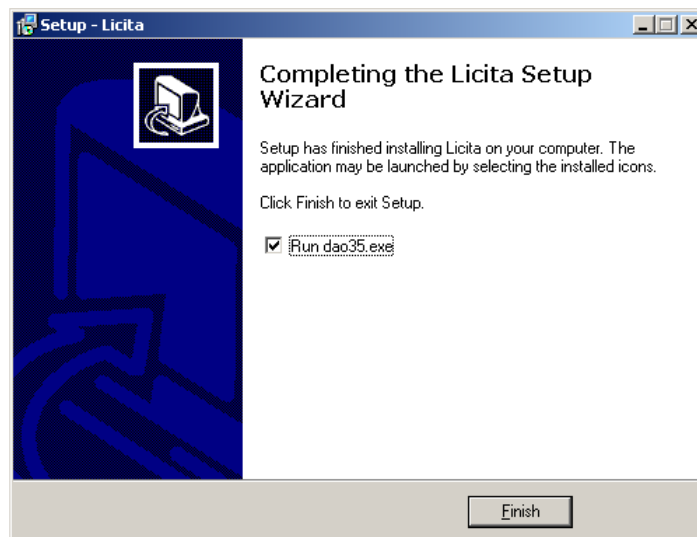 Setup - Licita
Completing the Licita Setup
Wizard
Setup has finished installing Licita on your computer. The
application may be launched by selecting the installed icons.
Click Finish to exit Setup.
Run dao35.exe
Finish